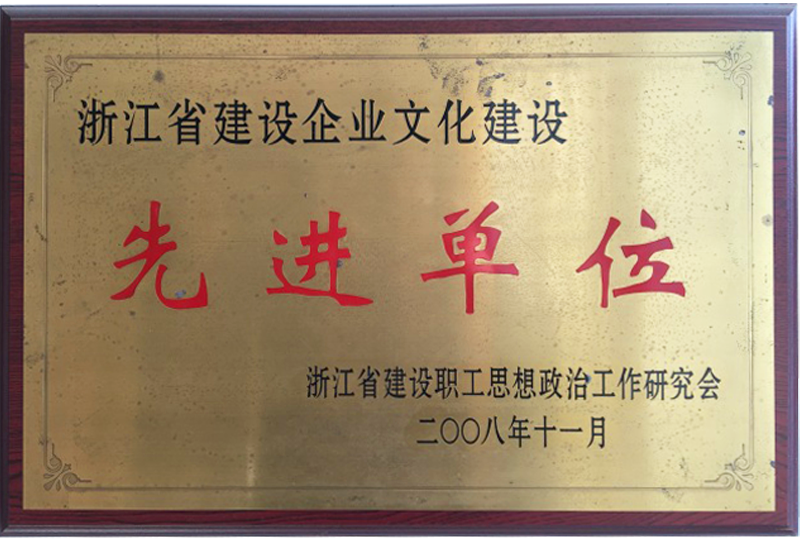 浙江省建设企业文化建设
先进单位
浙江省建设职工思想政治工作研究会
二〇〇八年十一月